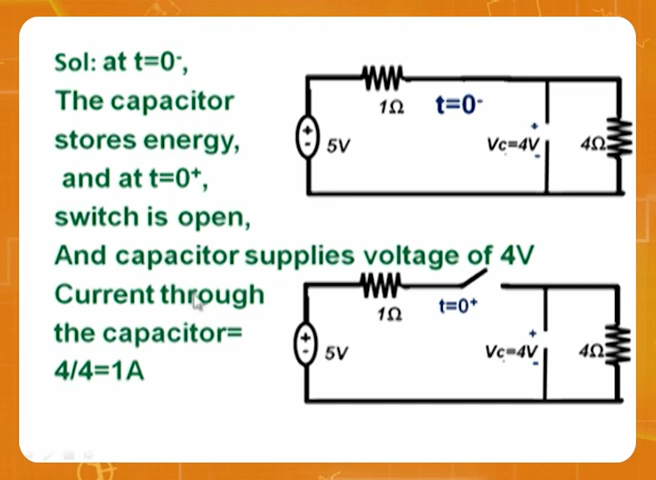 Sol: at t=0⁻,
The capacitor
stores energy,
and at t=0⁺,
switch is open,
And capacitor supplies voltage of 4V
Current through
the capacitor=
4/4=1A
1Ω
t=0⁻
+
-
5V
+
Vc=4V
-
4Ω
1Ω
t=0⁺
+
-
5V
+
Vc=4V
-
4Ω